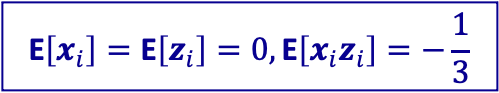 E[𝒙ᵢ] = E[𝒛ᵢ] = 0, E[𝒙ᵢ𝒛ᵢ] = −1/3